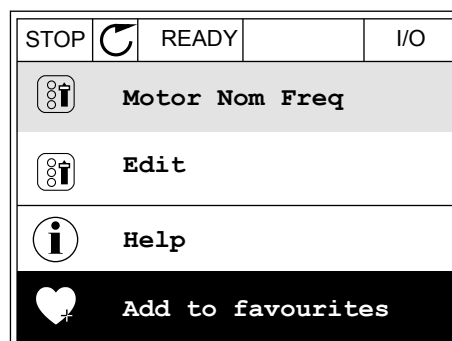 STOP READY I/O
Motor Nom Freq
Edit
Help
Add to favourites